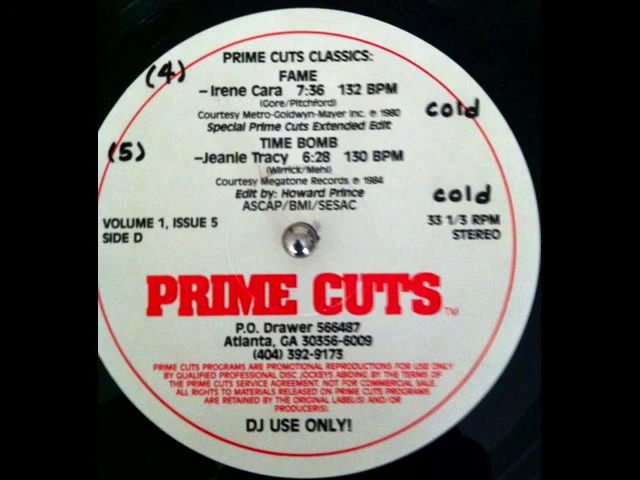 PRIME CUTS CLASSICS:
(4)
FAME
–Irene Cara 7:36 132 BPM
(Gore/Pitchford)
cold
Courtesy Metro-Goldwyn-Mayer Inc. ℗ 1980
Special Prime Cuts Extended Edit
TIME BOMB
(5)
–Jeanie Tracy 6:28 130 BPM
(Wirrick/Mehl)
Courtesy Megatone Records ℗ 1984
Edit by: Howard Prince
cold
ASCAP/BMI/SESAC
VOLUME 1, ISSUE 5
SIDE D
33 1/3 RPM
STEREO
PRIME CUTS™
P.O. Drawer 566487
Atlanta, GA 30356-6009
(404) 392-9173
PRIME CUTS PROGRAMS ARE PROMOTIONAL REPRODUCTIONS FOR USE ONLY
BY QUALIFIED PROFESSIONAL DISC JOCKEYS ABIDING BY THE TERMS OF
THE PRIME CUTS SERVICE AGREEMENT. NOT FOR COMMERCIAL SALE.
ALL RIGHTS TO MATERIALS RELEASED ON PRIME CUTS PROGRAMS
ARE RETAINED BY THE ORIGINAL LABEL(S) AND/OR
PRODUCER(S).
DJ USE ONLY!